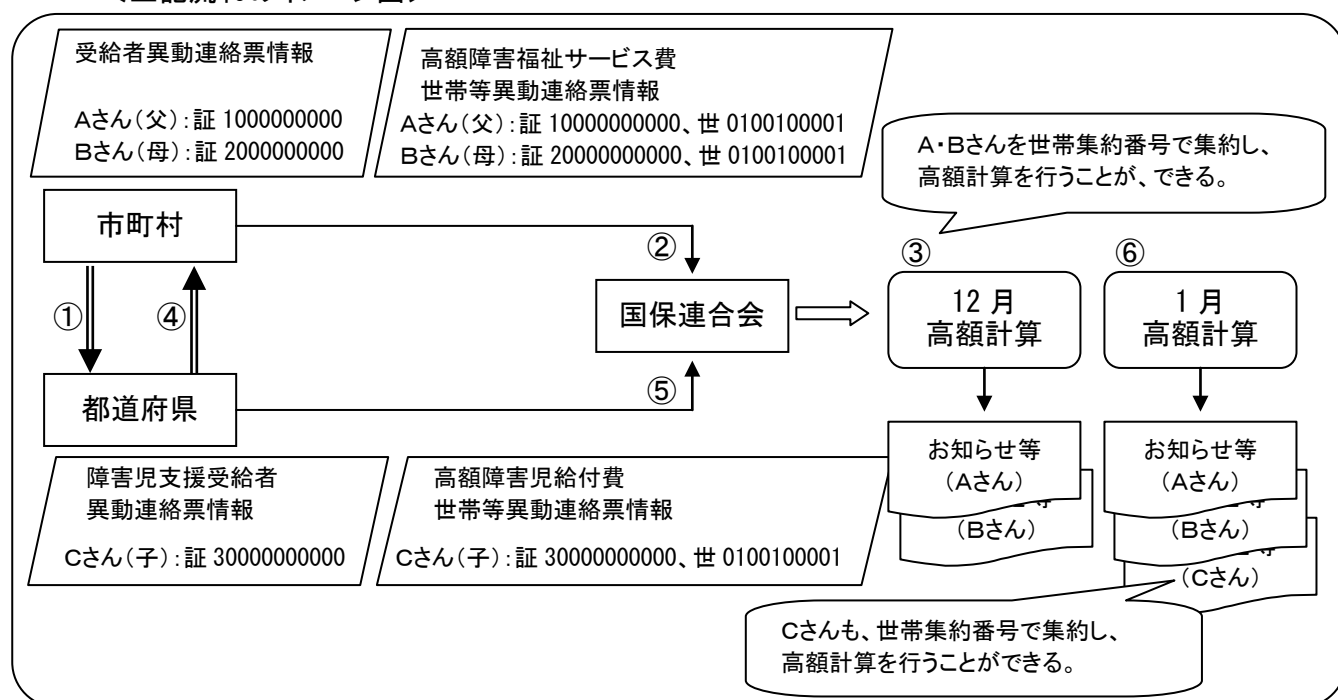 受給者異動連絡票情報
Aさん(父):証 1000000000
Bさん(母):証 2000000000
高額障害福祉サービス費
世帯等異動連絡票情報
Aさん(父):証 10000000000、世 0100100001
Bさん(母):証 20000000000、世 0100100001
A・Bさんを世帯集約番号で集約し、
高額計算を行うことが、できる。
市町村
②
③
⑥
①
④
国保連合会
12 月
高額計算
1 月
高額計算
都道府県
⑤
お知らせ等
(Aさん)
(Bさん)
お知らせ等
(Aさん)
(Bさん)
(Cさん)
障害児支援受給者
異動連絡票情報
Cさん(子):証 30000000000
高額障害児給付費
世帯等異動連絡票情報
Cさん(子):証 30000000000、世 0100100001
Cさんも、世帯集約番号で集約し、
高額計算を行うことができる。